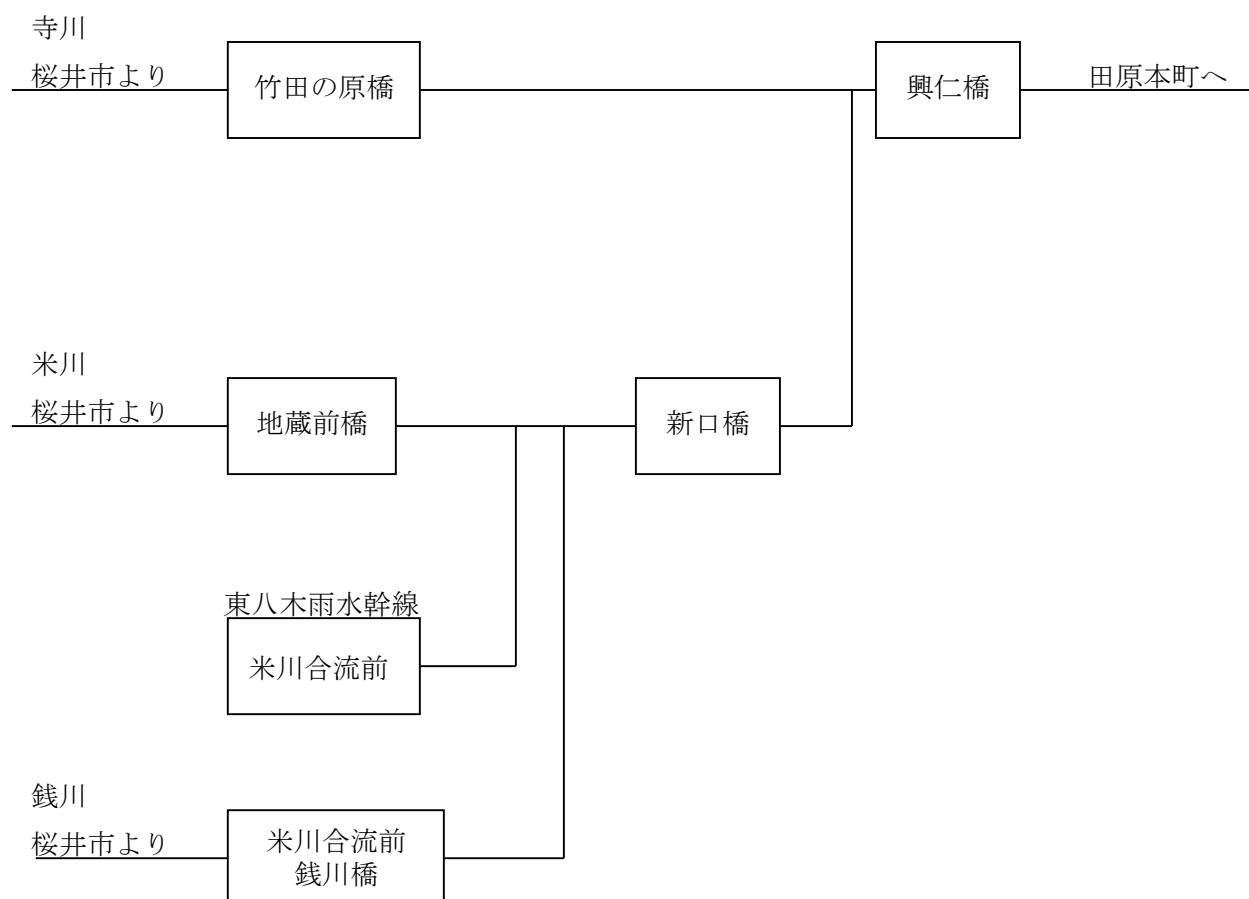 寺川
桜井市より
竹田の原橋
興仁橋
田原本町へ
米川
桜井市より
地蔵前橋
新口橋
東八木雨水幹線
米川合流前
銭川
桜井市より
米川合流前
銭川橋